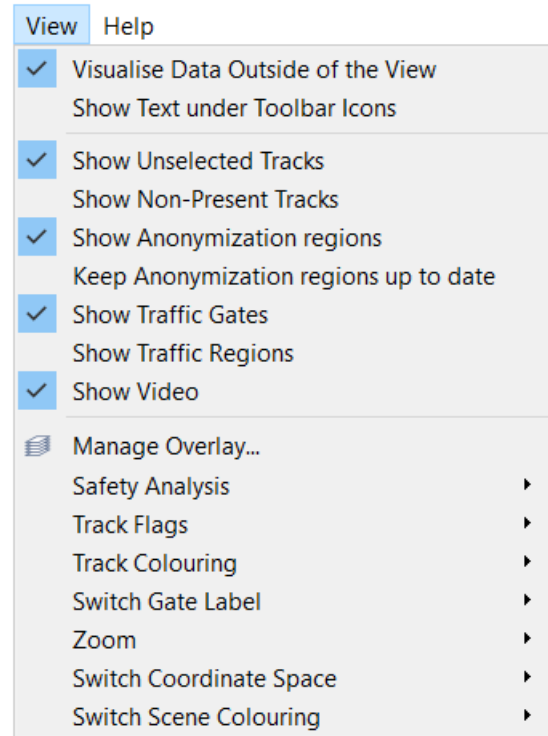 View Help
Visualise Data Outside of the View
Show Text under Toolbar Icons
Show Unselected Tracks
Show Non-Present Tracks
Show Anonymization regions
Keep Anonymization regions up to date
Show Traffic Gates
Show Traffic Regions
Show Video
Manage Overlay...
Safety Analysis
Track Flags
Track Colouring
Switch Gate Label
Zoom
Switch Coordinate Space
Switch Scene Colouring